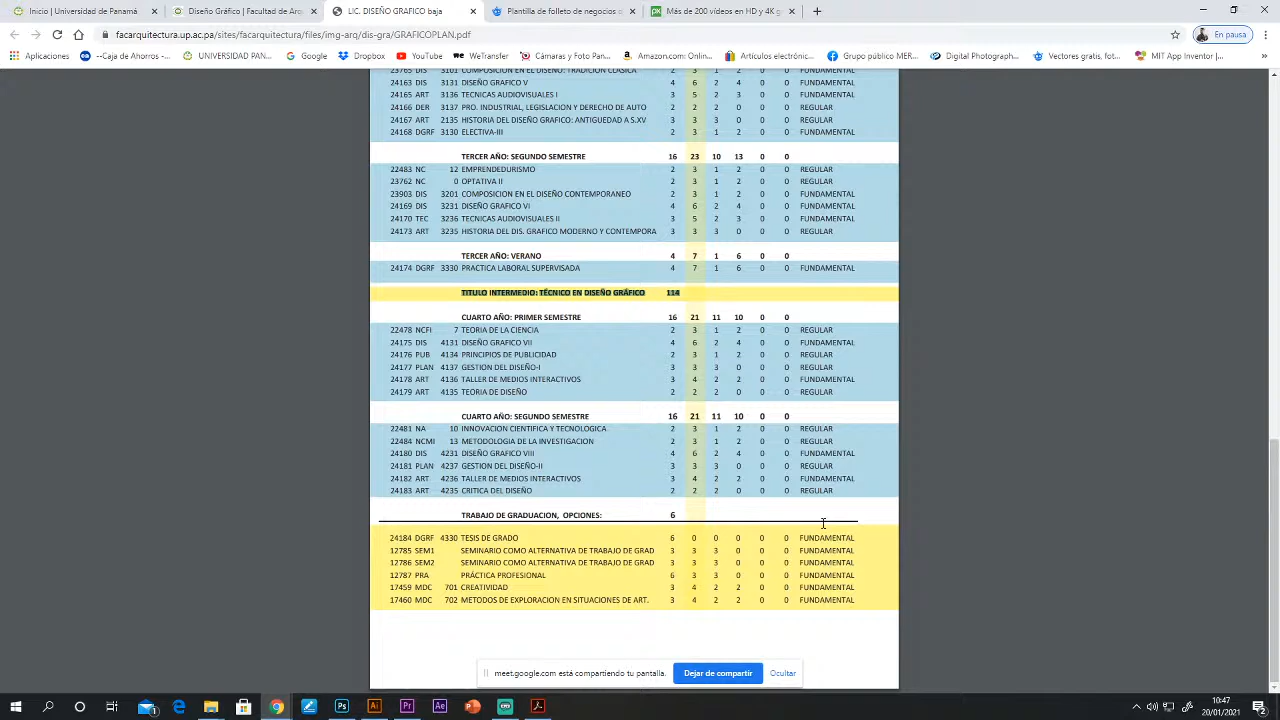 Inicio | Universidad de Panamá
Diseño Gráfico | Facultad de Arqu
LIC. DISEÑO GRAFICO baja
Plantilla de folleto de negocios d
Más de 200 videos en HD y 4K g
facarquitectura.up.ac.pa/sites/facarquitectura/files/img-arq/dis-gra/GRAFICOPLAN.pdf
En pausa
Aplicaciones
--Caja de Ahorros--
UNIVERSIDAD PAN...
Google
Dropbox
YouTube
WeTransfer
Cámaras y Foto Pan...
Amazon.com: Onlin...
Artículos electrónic...
Grupo público MER...
Digital Photograph...
Vectores gratis, fot...
MIT App Inventor
23765 DIS 3101 COMPOSICION EN EL DISEÑO: TRADICION CLASICA 2 3 1 2 0 0 FUNDAMENTAL
24163 DIS 3131 DISEÑO GRAFICO V 4 6 2 4 0 0 FUNDAMENTAL
24165 ART 3136 TECNICAS AUDIOVISUALES I 3 5 2 3 0 0 FUNDAMENTAL
24166 DER 3137 PRO. INDUSTRIAL, LEGISLACION Y DERECHO DE AUTO 2 2 2 0 0 0 REGULAR
24167 ART 2135 HISTORIA DEL DISEÑO GRAFICO: ANTIGUEDAD A S.XV 3 3 3 0 0 0 REGULAR
24168 DGRF 3130 ELECTIVA-III 2 3 1 2 0 0 FUNDAMENTAL
TERCER AÑO: SEGUNDO SEMESTRE 16 23 10 13 0 0
22483 NC 12 EMPRENDEDURISMO 2 3 1 2 0 0 REGULAR
23762 NC 0 OPTATIVA II 2 3 1 2 0 0 REGULAR
23903 DIS 3201 COMPOSICION EN EL DISEÑO CONTEMPORANEO 2 3 1 2 0 0 FUNDAMENTAL
24169 DIS 3231 DISEÑO GRAFICO VI 4 6 2 4 0 0 FUNDAMENTAL
24170 TEC 3236 TECNICAS AUDIOVISUALES II 3 5 2 3 0 0 FUNDAMENTAL
24173 ART 3235 HISTORIA DEL DIS. GRAFICO MODERNO Y CONTEMPORA 3 3 3 0 0 0 REGULAR
TERCER AÑO: VERANO 4 7 1 6 0 0
24174 DGRF 3330 PRACTICA LABORAL SUPERVISADA 4 7 1 6 0 0 FUNDAMENTAL
TITULO INTERMEDIO: TÉCNICO EN DISEÑO GRÁFICO 114
CUARTO AÑO: PRIMER SEMESTRE 16 21 11 10 0 0
22478 NCFI 7 TEORIA DE LA CIENCIA 2 3 1 2 0 0 REGULAR
24175 DIS 4131 DISEÑO GRAFICO VII 4 6 2 4 0 0 FUNDAMENTAL
24176 PUB 4134 PRINCIPIOS DE PUBLICIDAD 2 3 1 2 0 0 REGULAR
24177 PLAN 4137 GESTION DEL DISEÑO-I 3 3 3 0 0 0 REGULAR
24178 ART 4136 TALLER DE MEDIOS INTERACTIVOS 3 4 2 2 0 0 FUNDAMENTAL
24179 ART 4135 TEORIA DE DISEÑO 2 2 2 0 0 0 REGULAR
CUARTO AÑO: SEGUNDO SEMESTRE 16 21 11 10 0 0
22481 NA 10 INNOVACION CIENTIFICA Y TECNOLOGICA 2 3 1 2 0 0 REGULAR
22484 NCMI 13 METODOLOGIA DE LA INVESTIGACION 2 3 1 2 0 0 REGULAR
24180 DIS 4231 DISEÑO GRAFICO VIII 4 6 2 4 0 0 FUNDAMENTAL
24181 PLAN 4237 GESTION DEL DISEÑO-II 3 3 3 0 0 0 REGULAR
24182 ART 4236 TALLER DE MEDIOS INTERACTIVOS 3 4 2 2 0 0 FUNDAMENTAL
24183 ART 4235 CRITICA DEL DISEÑO 2 2 2 0 0 0 REGULAR
TRABAJO DE GRADUACION, OPCIONES: 6
24184 DGRF 4330 TESIS DE GRADO 6 0 0 0 0 0 FUNDAMENTAL
12785 SEM1 SEMINARIO COMO ALTERNATIVA DE TRABAJO DE GRAD 3 3 3 0 0 0 FUNDAMENTAL
12786 SEM2 SEMINARIO COMO ALTERNATIVA DE TRABAJO DE GRAD 3 3 3 0 0 0 FUNDAMENTAL
12787 PRA PRÁCTICA PROFESIONAL 6 3 3 0 0 0 FUNDAMENTAL
17459 MDC 701 CREATIVIDAD 3 4 2 2 0 0 FUNDAMENTAL
17460 MDC 702 METODOS DE EXPLORACION EN SITUACIONES DE ART. 3 4 2 2 0 0 FUNDAMENTAL
meet.google.com está compartiendo tu pantalla.
Dejar de compartir
Ocultar
10:47
20/01/2021